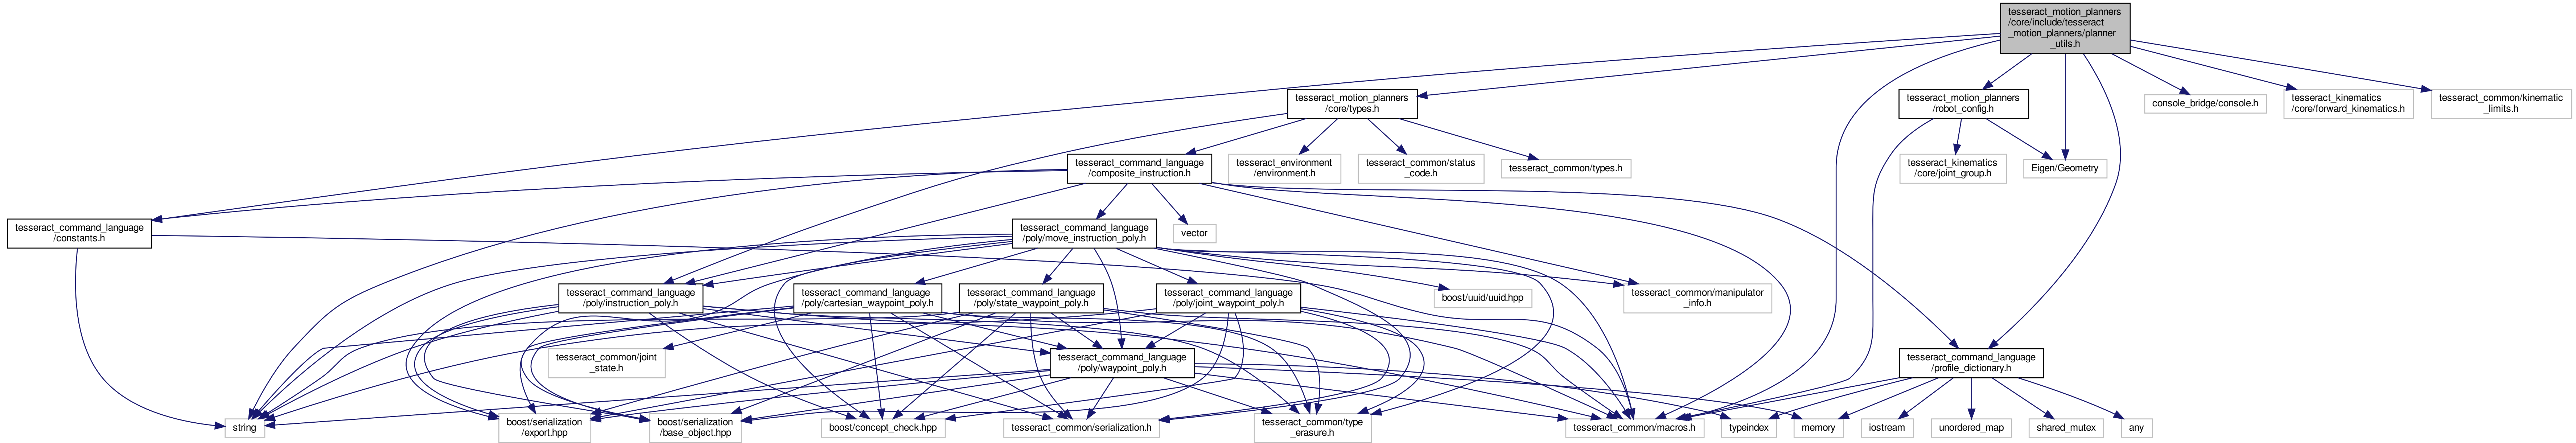 tesseract_motion_planners
/core/include/tesseract
_motion_planners/planner
_utils.h
tesseract_motion_planners
/core/types.h
tesseract_motion_planners
/robot_config.h
console_bridge/console.h
tesseract_kinematics
/core/forward_kinematics.h
tesseract_common/kinematic
_limits.h
tesseract_command_language
/composite_instruction.h
tesseract_environment
/environment.h
tesseract_common/status
_code.h
tesseract_common/types.h
tesseract_kinematics
/core/joint_group.h
Eigen/Geometry
tesseract_command_language
/constants.h
tesseract_command_language
/poly/move_instruction_poly.h
vector
tesseract_command_language
/poly/instruction_poly.h
tesseract_command_language
/poly/cartesian_waypoint_poly.h
tesseract_command_language
/poly/state_waypoint_poly.h
tesseract_command_language
/poly/joint_waypoint_poly.h
boost/uuid/uuid.hpp
tesseract_common/manipulator
_info.h
tesseract_common/joint
_state.h
tesseract_command_language
/poly/waypoint_poly.h
tesseract_command_language
/profile_dictionary.h
string
boost/serialization
/export.hpp
boost/serialization
/base_object.hpp
boost/concept_check.hpp
tesseract_common/serialization.h
tesseract_common/type
_erasure.h
tesseract_common/macros.h
typeindex
memory
iostream
unordered_map
shared_mutex
any